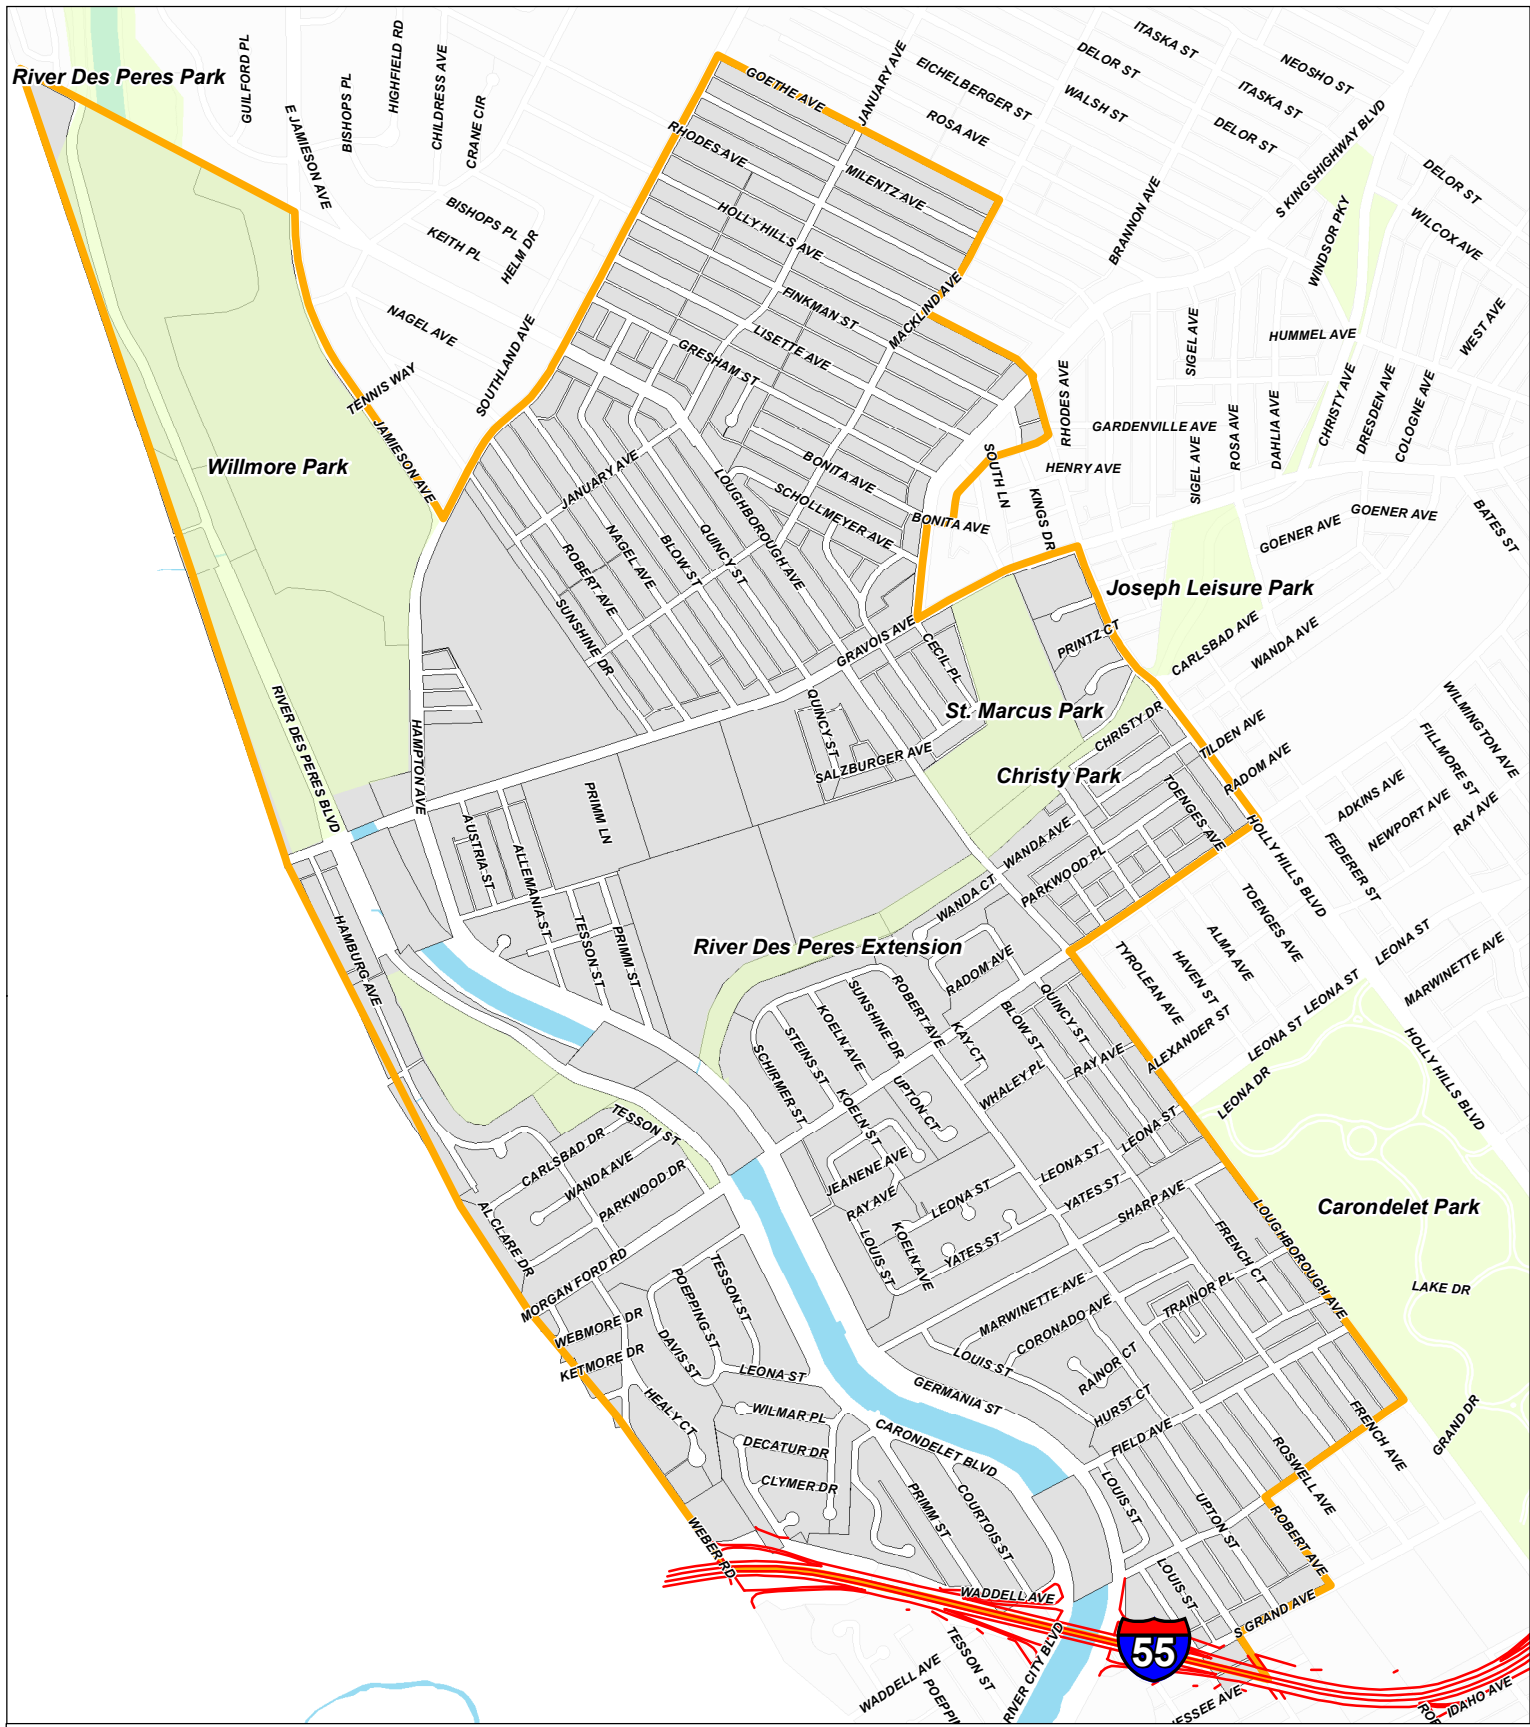 ITASKA ST
NEOSHO ST
DELOR ST
EICHELBERGER ST
JANUARY AVE
WALSH ST
ITASKA ST
DELOR ST
ROSA AVE
S KINGSHIGHWAY BLVD
GOETHE AVE
River Des Peres Park
GUILFORD PL
BISHOPS PL
HIGHFIELD RD
CHILDRESS AVE
CRANE CIR
E JAMIESON AVE
RHODES AVE
MILENTZ AVE
DELOR ST
WILCOX AVE
BRANNON AVE
WINDSOR PKY
BISHOPS PL
KEITH PL
HELM DR
HOLLY HILLS AVE
FINKMAN ST
MACKLIND AVE
LISETTE AVE
GRESHAM ST
NAGEL AVE
SOUTHLAND AVE
TENNIS WAY
JAMIESON AVE
Willmore Park
SIGEL AVE
HUMMEL AVE
WEST AVE
RHODES AVE
GARDENVILLE AVE
SIGEL AVE
ROSA AVE
DAHLIA AVE
CHRISTY AVE
DRESDEN AVE
COLOGNE AVE
HENRY AVE
SOUTH LN
KINGS DR
BONITA AVE
BONITA AVE
SCHOLLMEYER AVE
JANUARY AVE
LOUGHBOROUGH AVE
QUINCY ST
BLOW ST
NAGEL AVE
ROBERT AVE
SUNSHINE DR
GOENER AVE
GOENER AVE
BATES ST
Joseph Leisure Park
CARLSBAD AVE
WANDA AVE
PRINTZ CT
CECIL PL
GRAVOIS AVE
St. Marcus Park
Christy Park
CHRISTY DR
TILDEN AVE
RADOM AVE
WILMINGTON AVE
FILLMORE ST
ADKINS AVE
NEWPORT AVE
RAY AVE
FEDERER ST
QUINCY ST
SALZBURGER AVE
RIVER DES PERES BLVD
HAMPTON AVE
PRIMM LN
AUSTRIA ST
ALLEMANIA ST
TESSON ST
PRIMM ST
HAMBURG AVE
TOENGES AVE
WANDA AVE
PARKWOOD PL
WANDA CT
HOLLY HILLS BLVD
TOENGES AVE
River Des Peres Extension
RADOM AVE
TYROLEAN AVE
HAVEN ST
ALMA AVE
LEONA ST
LEONA ST
LEONA ST
MARWINETTE AVE
ALEXANDER ST
LEONA DR
HOLLY HILLS BLVD
ROBERT AVE
SUNSHINE DR
KOELN AVE
STEINS ST
SCHIRMER ST
KAY CT
BLOW ST
QUINCY ST
RAY AVE
WHALEY PL
UPTON CT
KOELN ST
JEANENE AVE
RAY AVE
LEONA ST
LEONA ST
LEONA ST
YATES ST
YATES ST
SHARP AVE
LOUIS ST
KOELN AVE
TESSON ST
CARLSBAD DR
WANDA AVE
PARKWOOD DR
AL CLARE DR
MORGAN FORD RD
WEBMORE DR
KETMORE DR
POEPPING ST
TESSON ST
DAVIS ST
LEONA ST
HEALY CT
WILMAR PL
DECATUR DR
CLYMER DR
Carondelet Park
LOUGHBOROUGH AVE
LAKE DR
FRENCH CT
TRAINOR PL
MARWINETTE AVE
CORONADO AVE
LOUIS ST
RAINOR CT
HURST CT
GERMANIA ST
FIELD AVE
CARONDELET BLVD
GRAND DR
FRENCH AVE
ROSWELL AVE
LOUIS ST
UPTON ST
ROBERT AVE
PRIMM ST
COURTOIS ST
WEBER RD
WADDELL AVE
LOUIS ST
S GRAND AVE
55
TESSON ST
WADDELL AVE
RIVER CITY BLVD
POEPPIN
ESSEE AVE
IDAHO AVE